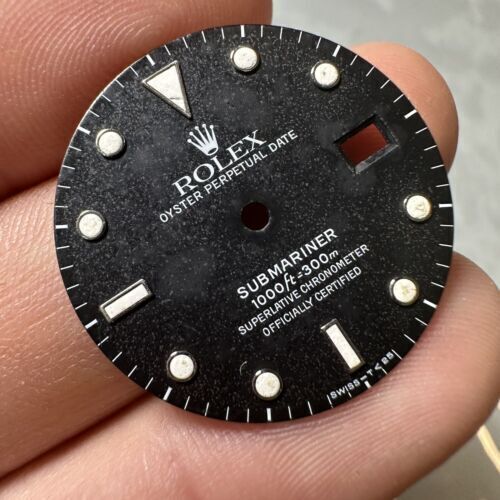 ROLEX
OYSTER PERPETUAL DATE
SUBMARINER
1000ft=300m
SUPERLATIVE CHRONOMETER
OFFICIALLY CERTIFIED
SWISS-T<25